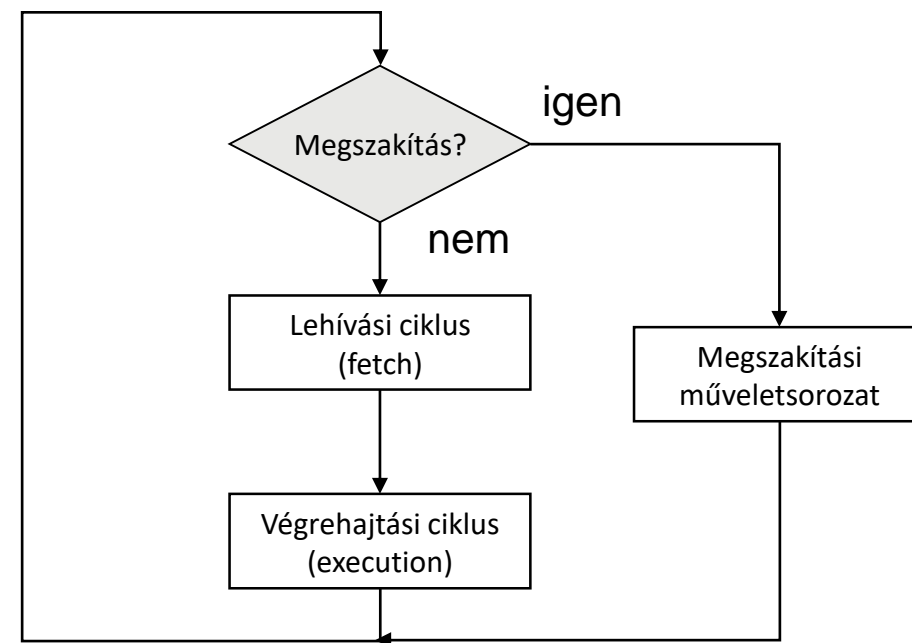 Megszakítás?
igen
nem
Lehívási ciklus
(fetch)
Megszakítási
műveletsorozat
Végrehajtási ciklus
(execution)